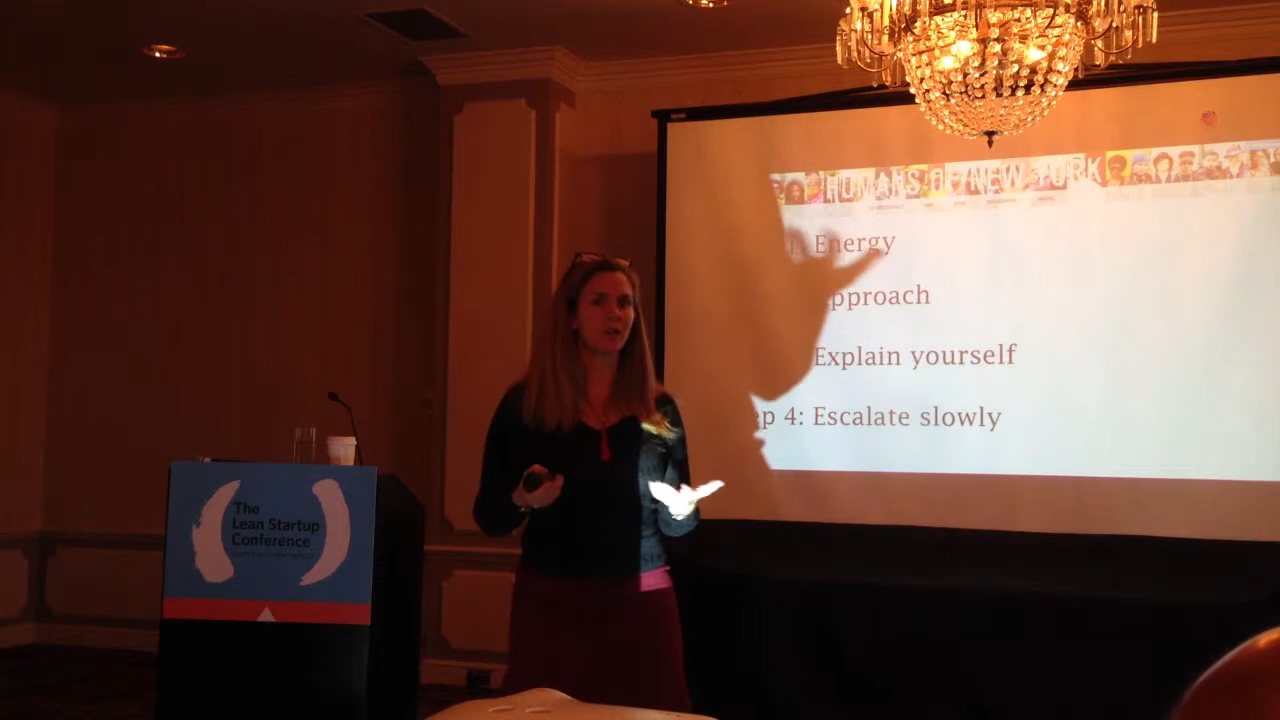 HUMANS OF NEW YORK
Energy
pproach
Explain yourself
ep 4: Escalate slowly
The
Lean Startup
Conference